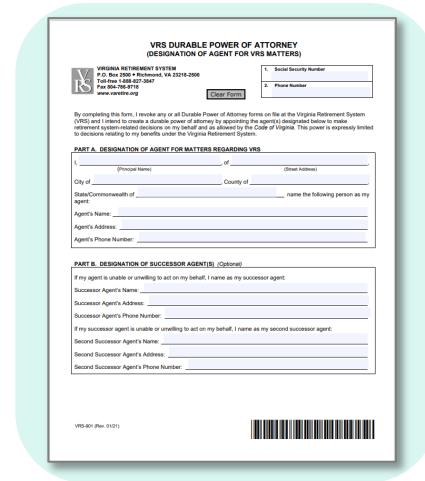 VRS DURABLE POWER OF ATTORNEY
(DESIGNATION OF AGENT FOR VRS MATTERS)
VRS
VIRGINIA RETIREMENT SYSTEM
P.O. Box 2500 • Richmond, VA 23218-2500
Toll-free 1-888-827-3847
Fax 804-786-9718
www.varetire.org
Clear Form
1. Social Security Number
2. Phone Number
By completing this form, I revoke any or all Durable Power of Attorney forms on file at the Virginia Retirement System
(VRS) and I intend to create a durable power of attorney by appointing the agent(s) designated below to make
retirement system-related decisions on my behalf and as allowed by the Code of Virginia. This power is expressly limited
to decisions relating to my benefits under the Virginia Retirement System.
PART A. DESIGNATION OF AGENT FOR MATTERS REGARDING VRS
I, , of ,
(Principal Name) (Street Address)
City of County of ,
State/Commonwealth of name the following person as my
agent:
Agent's Name:
Agent's Address:
Agent's Phone Number:
PART B. DESIGNATION OF SUCCESSOR AGENT(S) (Optional)
If my agent is unable or unwilling to act on my behalf, I name as my successor agent:
Successor Agent's Name:
Successor Agent's Address:
Successor Agent's Phone Number:
If my successor agent is unable or unwilling to act on my behalf, I name as my second successor agent:
Second Successor Agent's Name:
Second Successor Agent's Address:
Second Successor Agent's Phone Number:
VRS-901 (Rev. 01/21)